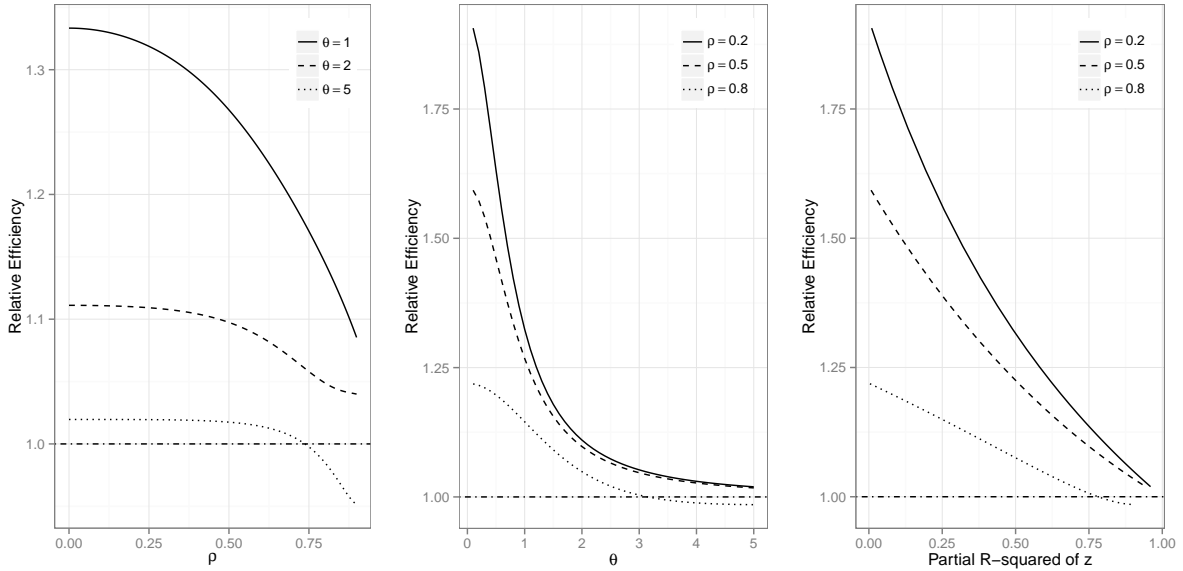 Relative Efficiency
1.3
1.2
1.1
1.0
θ = 1
θ = 2
θ = 5
0.00 0.25 0.50 0.75
ρ
Relative Efficiency
1.75
1.50
1.25
1.00
ρ = 0.2
ρ = 0.5
ρ = 0.8
0 1 2 3 4 5
θ
Relative Efficiency
1.75
1.50
1.25
1.00
ρ = 0.2
ρ = 0.5
ρ = 0.8
0.00 0.25 0.50 0.75 1.00
Partial R−squared of z